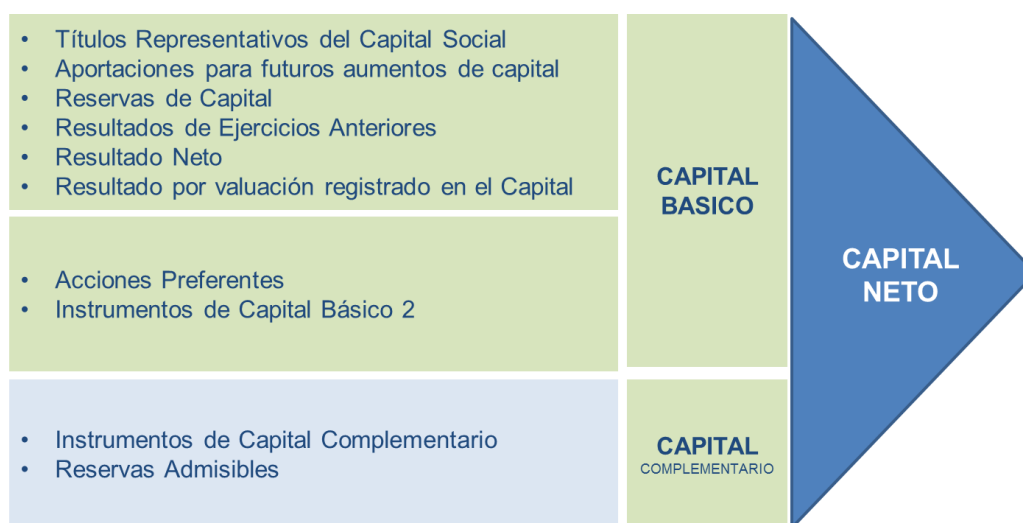 • Títulos Representativos del Capital Social
• Aportaciones para futuros aumentos de capital
• Reservas de Capital
• Resultados de Ejercicios Anteriores
• Resultado Neto
• Resultado por valuación registrado en el Capital
• Acciones Preferentes
• Instrumentos de Capital Básico 2
• Instrumentos de Capital Complementario
• Reservas Admisibles
CAPITAL
BASICO
CAPITAL
COMPLEMENTARIO
CAPITAL
NETO